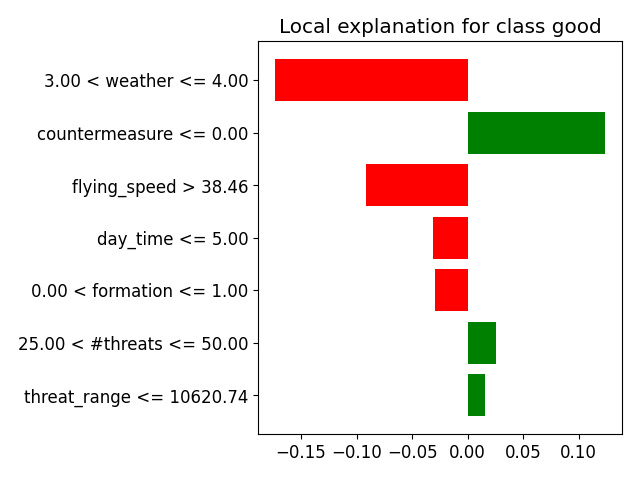 Local explanation for class good
3.00 < weather <= 4.00
countermeasure <= 0.00
flying_speed > 38.46
day_time <= 5.00
0.00 < formation <= 1.00
25.00 < #threats <= 50.00
threat_range <= 10620.74
−0.15 −0.10 −0.05 0.00 0.05 0.10